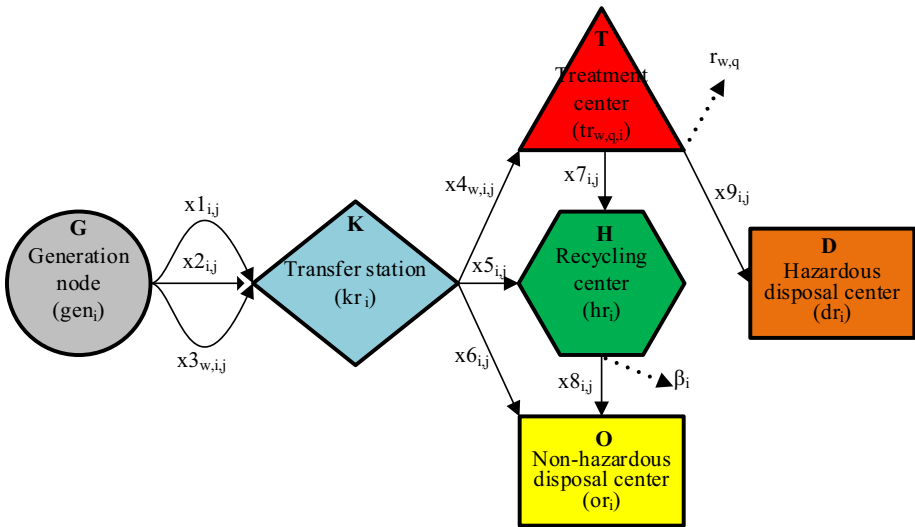 T
Treatment
center
(tr_{w,q,i})
r_{w,q}
x1_{i,j}
x4_{w,i,j}
x7_{i,j}
x9_{i,j}
G
Generation
node
(gen_i)
x2_{i,j}
K
Transfer station
(kr_i)
x5_{i,j}
H
Recycling
center
(hr_i)
D
Hazardous
disposal center
(dr_i)
x3_{w,i,j}
x6_{i,j}
x8_{i,j}
β_i
O
Non-hazardous
disposal center
(or_i)